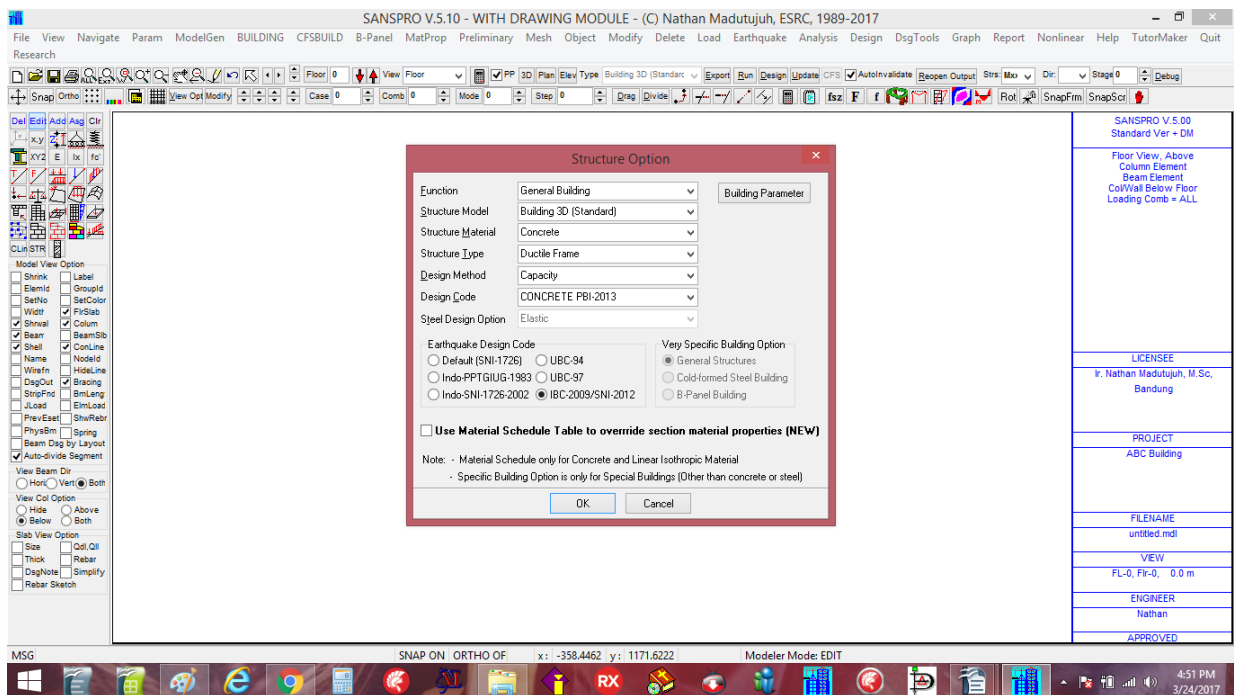 SANSPRO V.5.10 - WITH DRAWING MODULE - (C) Nathan Madutujuh, ESRC, 1989-2017
File View Navigate Param ModelGen BUILDING CFSBUILD B-Panel MatProp Preliminary Mesh Object Modify Delete Load Earthquake Analysis Design DsgTools Graph Report Nonlinear Help TutorMaker Quit
Research
Floor 0 View Floor PP 3D Plan Elev Type Building 3D (Standarc Export Run Design Update CFS AutoInvalidate Reopen Output Strs: Dir: Stage 0 Debug
Snap Ortho View Opt Modify Case 0 Comb 0 Mode 0 Step 0 Drag Divide fsz F f Rot SnapFrm SnapScr
Del Edit Add Asg Clr
x,y
XY2 E Ix fc'
CLin STR
Model View Option
Shrink Label
ElemId GroupId
SetNo SetColor
FlrSlab
Shrwal Colum
Bearr BeamSlb
Shell ConLine
Name NodeId
Wirefn HideLine
DsgOut Bracing
StripFnd BmLeng
JLoad ElmLoad
PrevEset ShwRebr
PhysBm Spring
Beam Dsg by Layout
Auto-divide Segment
View Beam Dir
Vert Both
View Col Option
Hide Above
Below Both
Slab View Option
Size Qdl,Qll
Thick Rebar
DsgNote Simplify
Rebar Sketch
Structure Option
Function General Building Building Parameter
Structure Model Building 3D (Standard)
Structure Material Concrete
Structure Type Ductile Frame
Design Method Capacity
Design Code CONCRETE PBI-2013
Steel Design Option Elastic
Earthquake Design Code
Default (SNI-1726) UBC-94
Indo-PPTGIUG-1983 UBC-97
Indo-SNI-1726-2002 IBC-2009/SNI-2012
Very Specific Building Option
General Structures
Cold-formed Steel Building
B-Panel Building
Use Material Schedule Table to overrride section material properties (NEW)
Note: - Material Schedule only for Concrete and Linear Isothropic Material
- Specific Building Option is only for Special Buildings (Other than concrete or steel)
OK Cancel
SANSPRO V.5.00
Standard Ver + DM
Floor View, Above
Column Element
Beam Element
Col/Wall Below Floor
Loading Comb = ALL
LICENSEE
Ir. Nathan Madutujuh, M.Sc,
Bandung
PROJECT
ABC Building
FILENAME
untitled.mdl
VIEW
FL-0, Flr-0, 0.0 m
ENGINEER
Nathan
APPROVED
MSG SNAP ON ORTHO OF x: -358.4462 y: 1171.6222 Modeler Mode: EDIT
RX
4:51 PM
3/24/2017